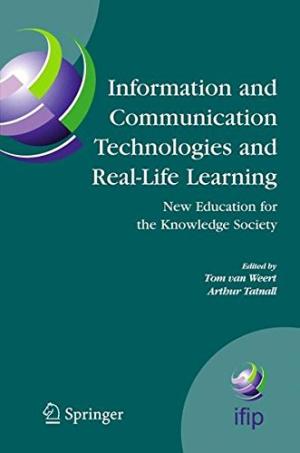 Information and
Communication
Technologies and
Real-Life Learning
New Education for
the Knowledge Society
Edited by
Tom van Weert
Arthur Tatnall
Springer
ifip